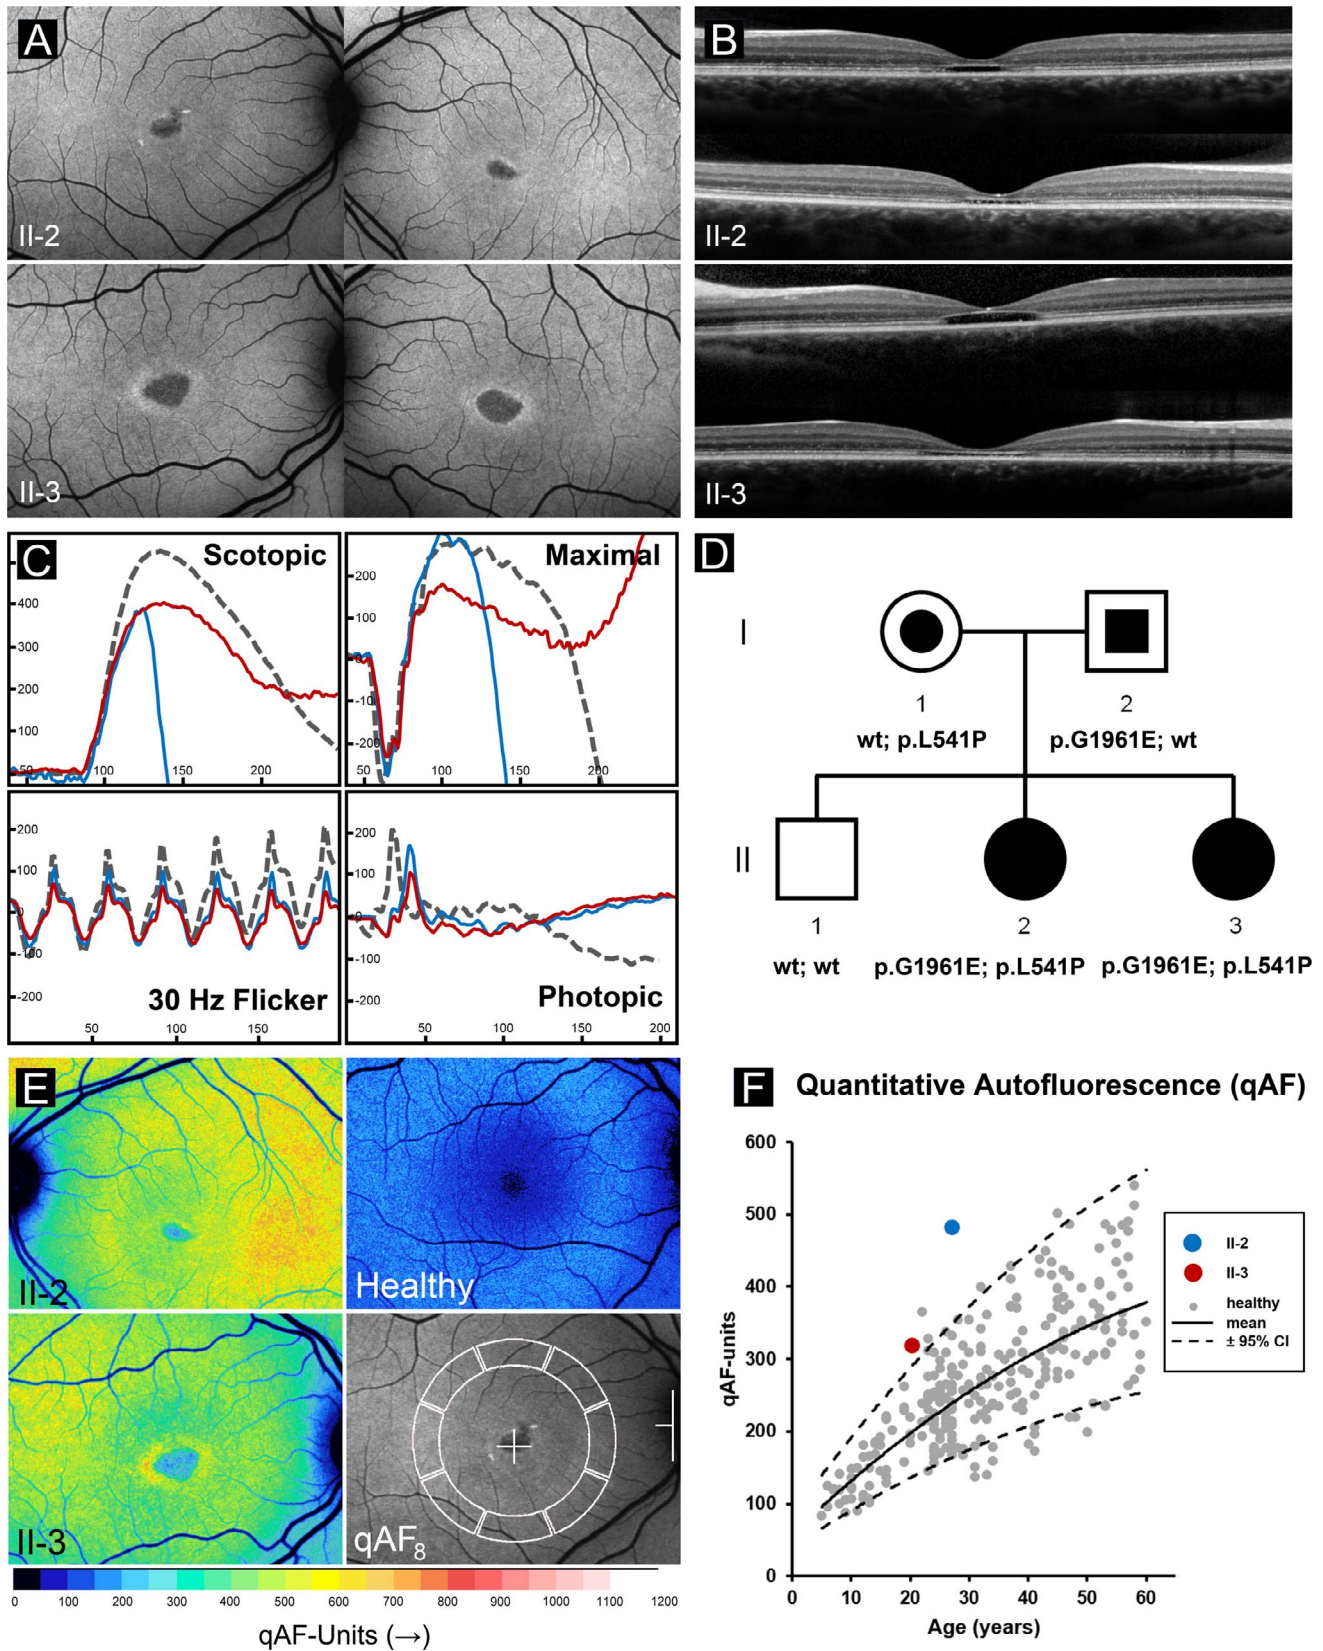 A
II-2
II-3
B
II-2
II-3
C
Scotopic
400
300
200
100
50
100
150
200
Maximal
200
100
0
-100
-200
50
100
150
200
200
100
0
-100
-200
30 Hz Flicker
50
100
150
200
100
0
-100
-200
Photopic
50
100
150
200
D
I
1
2
wt; p.L541P
p.G1961E; wt
II
1
2
3
wt; wt
p.G1961E; p.L541P
p.G1961E; p.L541P
E
II-2
Healthy
II-3
qAF8
0 100 200 300 400 500 600 700 800 900 1000 1100 1200
qAF-Units (→)
F
Quantitative Autofluorescence (qAF)
600
500
400
300
200
100
0
qAF-units
0 10 20 30 40 50 60
Age (years)
II-2
II-3
healthy
mean
± 95% CI